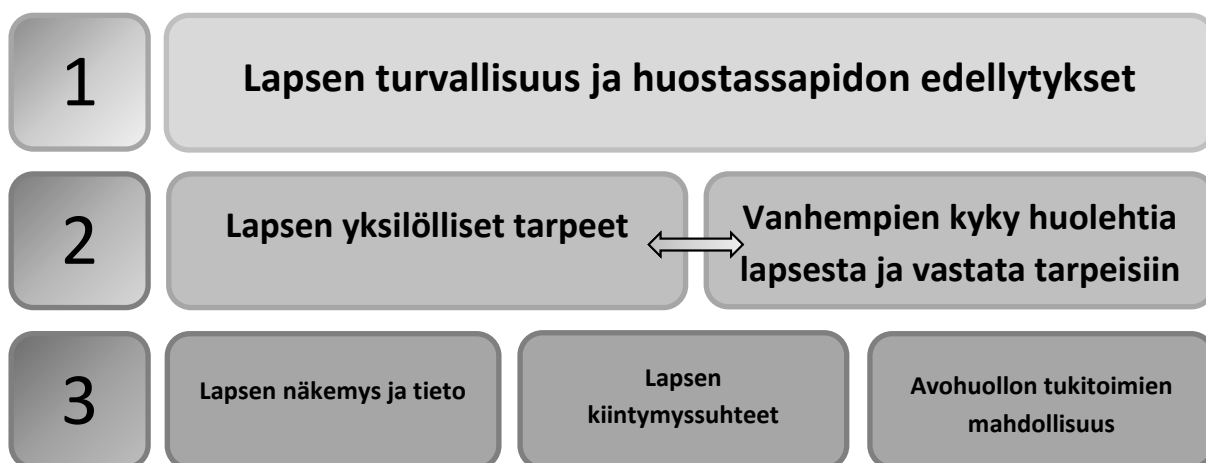 1
Lapsen turvallisuus ja huostassapidon edellytykset
2
Lapsen yksilölliset tarpeet
Vanhempien kyky huolehtia
lapsesta ja vastata tarpeisiin
3
Lapsen näkemys ja tieto
Lapsen
kiintymyssuhteet
Avohuollon tukitoimien
mahdollisuus